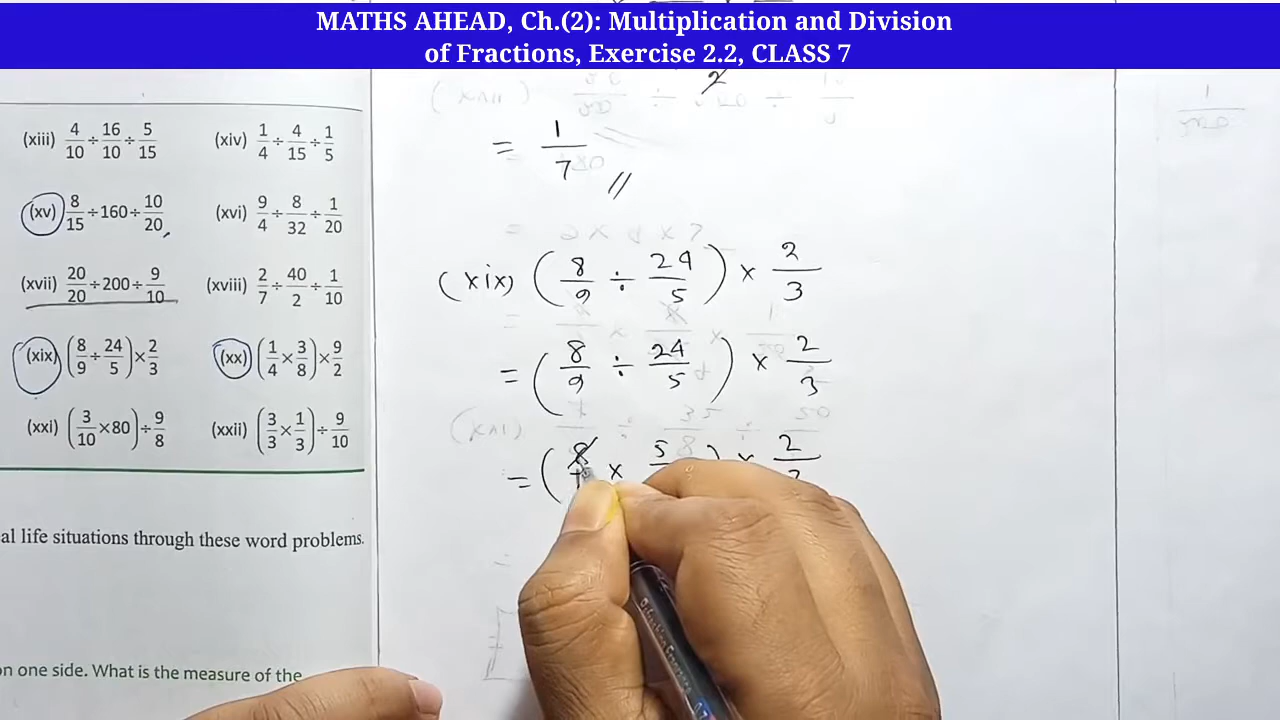 MATHS AHEAD, Ch.(2): Multiplication and Division
of Fractions, Exercise 2.2, CLASS 7
(xiii) 4/10 ÷ 16/10 ÷ 5/15
(xiv) 1/4 ÷ 4/15 ÷ 1/5
(xv) 8/15 ÷ 160 ÷ 10/20
(xvi) 9/4 ÷ 8/32 ÷ 1/20
(xvii) 20/20 ÷ 200 ÷ 9/10
(xviii) 2/7 ÷ 40/2 ÷ 1/10
(xix) (8/9 ÷ 24/5) × 2/3
(xx) (1/4 × 3/8) × 9/2
(xxi) (3/10 × 80) ÷ 9/8
(xxii) (3/3 × 1/3) ÷ 9/10
al life situations through these word problems.
on one side. What is the measure of the
= 1/7 //
(xix) (8/9 ÷ 24/5) × 2/3
= (8/9 ÷ 24/5) × 2/3
= (8 × 5 ) × 2